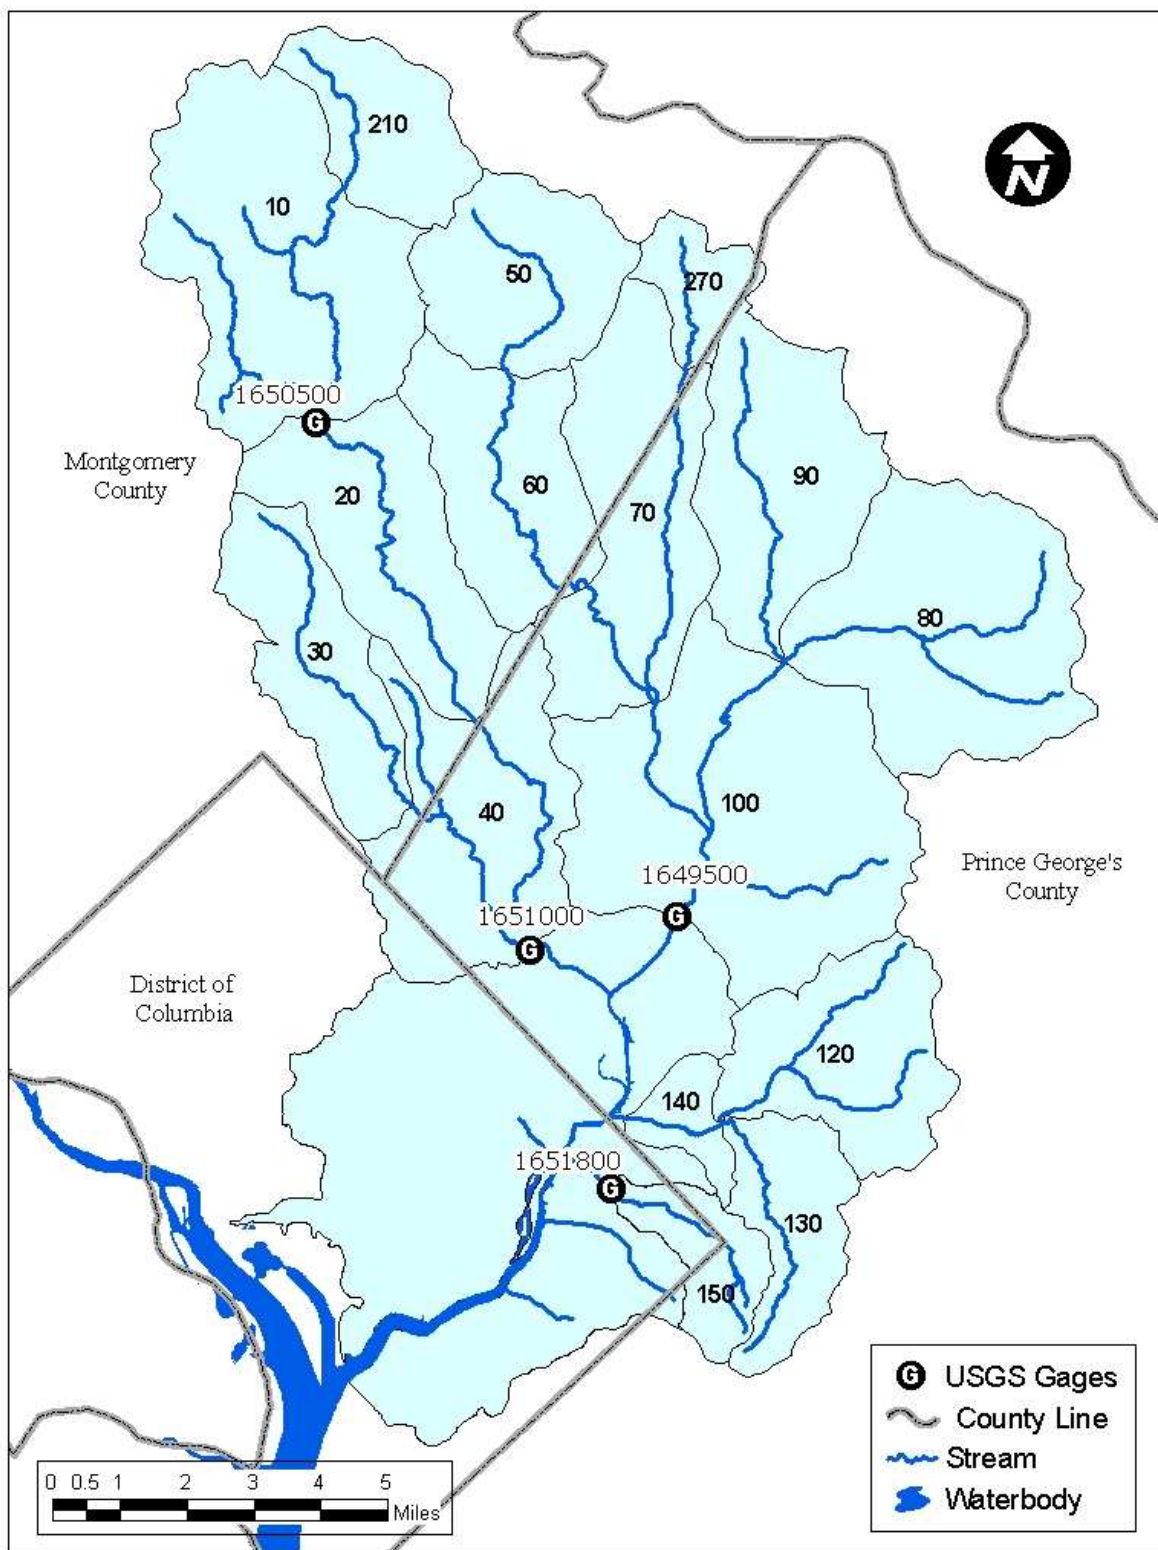 210
N
10
50
270
1650500
G
Montgomery
County
20
60
70
90
80
30
40
100
1649500
Prince George's
County
1651000
G
G
District of
Columbia
120
140
1651800
G
130
150
G USGS Gages
County Line
Stream
Waterbody
0 0.5 1 2 3 4 5
Miles